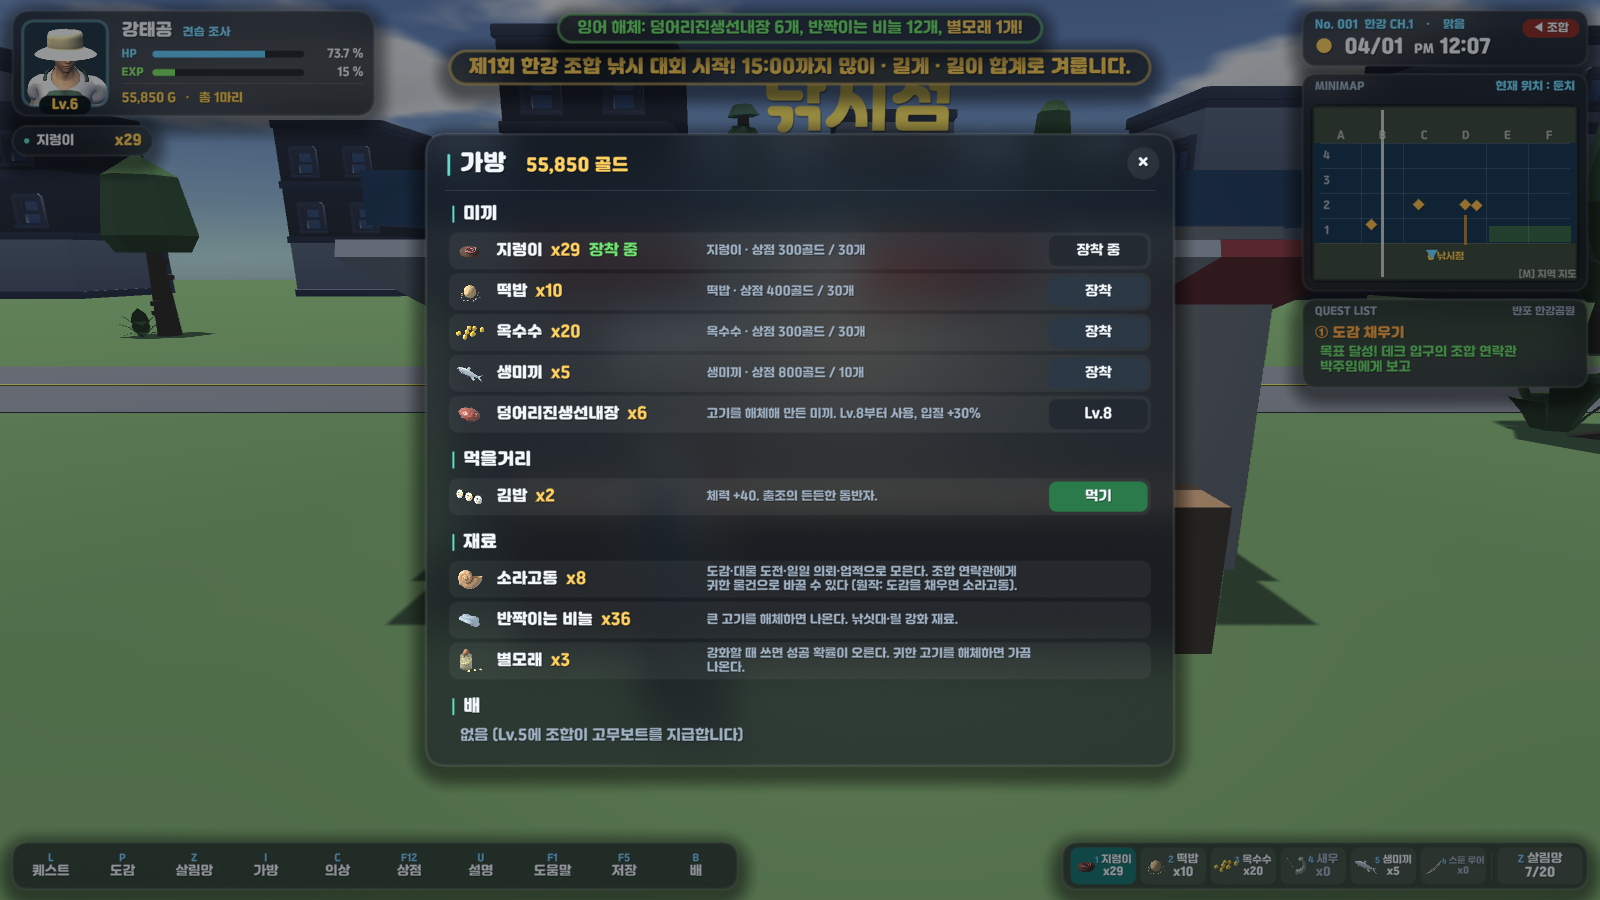 강태공 견습 조사
HP 73.7 %
EXP 15 %
Lv.6
55,850 G · 총 1마리
지렁이 x29
잉어 해체: 덩어리진생선내장 6개, 반짝이는 비늘 12개, 별모래 1개!
제1회 한강 조합 낚시 대회 시작! 15:00까지 많이 · 길게 · 길이 합계로 겨룹니다.
낚시점
No. 001 한강 CH.1 · 맑음
◀ 조합
04/01 PM 12:07
MINIMAP 현재 위치 : 둔치
A B C D E F
4
3
2
1
낚시점
[M] 지역 지도
QUEST LIST 반포 한강공원
① 도감 채우기
목표 달성! 데크 입구의 조합 연락관
박주임에게 보고
가방 55,850 골드
×
미끼
지렁이 x29 장착 중 지렁이 · 상점 300골드 / 30개 장착 중
떡밥 x10 떡밥 · 상점 400골드 / 30개 장착
옥수수 x20 옥수수 · 상점 300골드 / 30개 장착
생미끼 x5 생미끼 · 상점 800골드 / 10개 장착
덩어리진생선내장 x6 고기를 해체해 만든 미끼. Lv.8부터 사용, 입질 +30% Lv.8
먹을거리
김밥 x2 체력 +40. 출조의 든든한 동반자. 먹기
재료
소라고둥 x8 도감·대물 도전·일일 의뢰·업적으로 모은다. 조합 연락관에게
귀한 물건으로 바꿀 수 있다 (원작: 도감을 채우면 소라고둥).
반짝이는 비늘 x36 큰 고기를 해체하면 나온다. 낚싯대·릴 강화 재료.
별모래 x3 강화할 때 쓰면 성공 확률이 오른다. 귀한 고기를 해체하면 가끔
나온다.
배
없음 (Lv.5에 조합이 고무보트를 지급합니다)
L P Z I C F12 U F1 F5 B
퀘스트 도감 살림망 가방 의상 상점 설명 도움말 저장 배
1 지렁이 x29
2 떡밥 x10
3 옥수수 x20
4 새우 x0
5 생미끼 x5
6 스푼 루어 x0
Z 살림망 7/20